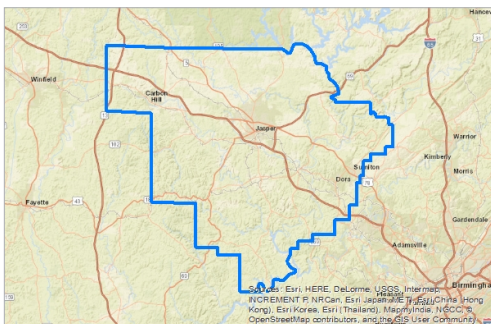 Hancev
Winfield
Carbon
Hill
Jasper
Warrior
Sumiton
Kimberly
Dora
Morris
Fayette
Gardendale
Adamsville
Birmingham
Pleasant
Sources: Esri, HERE, DeLorme, USGS, Intermap,
INCREMENT P, NRCan, Esri Japan, METI, Esri China (Hong
Kong), Esri Korea, Esri (Thailand), MapmyIndia, NGCC, ©
OpenStreetMap contributors, and the GIS User Community